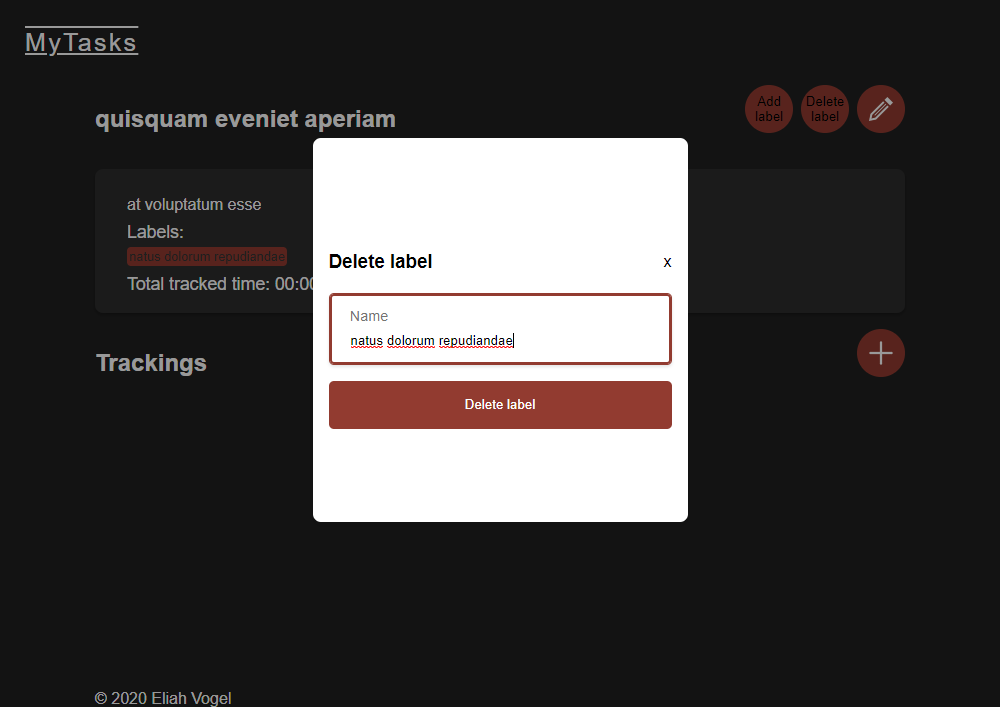 MyTasks
quisquam eveniet aperiam
Add
label
Delete
label
at voluptatum esse
Labels:
natus dolorum repudiandae
Total tracked time: 00:00
Delete label
x
Name
natus dolorum repudiandae
Delete label
Trackings
© 2020 Eliah Vogel